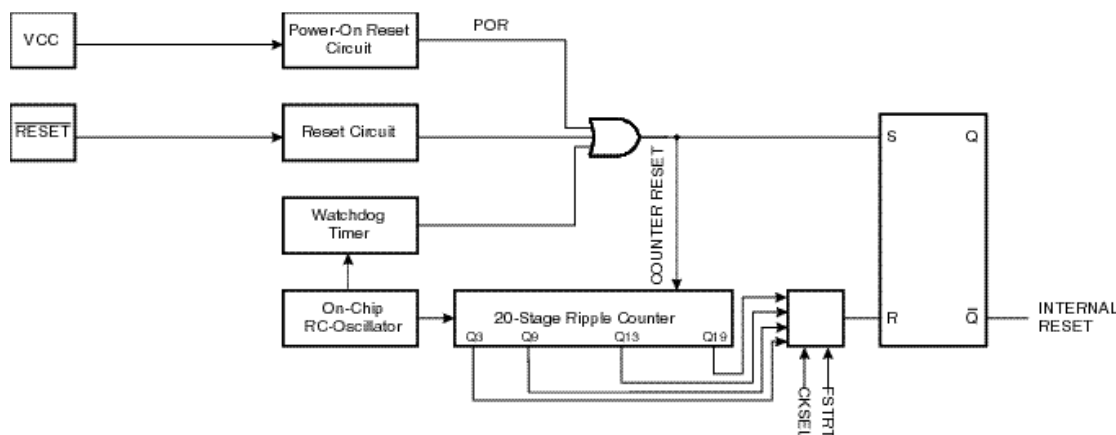 VCC
Power-On Reset
Circuit
POR
RESET
Reset Circuit
Watchdog
Timer
On-Chip
RC-Oscillator
20-Stage Ripple Counter
Q3
Q9
Q13
Q19
COUNTER RESET
CKSEL
FSTRT
S
Q
R
Q
INTERNAL
RESET